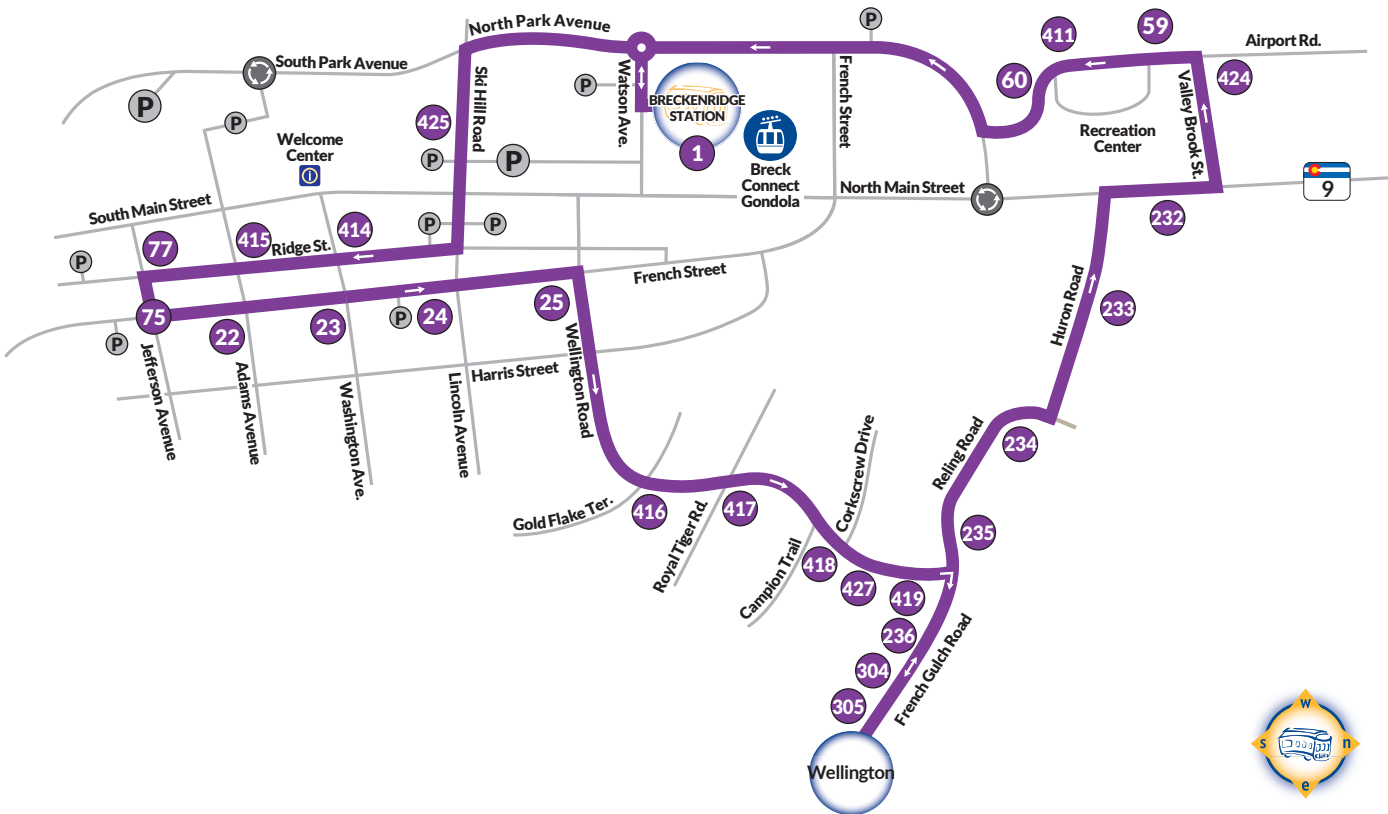 North Park Avenue
P
411
59
Airport Rd.
South Park Avenue
French Street
60
424
P
Ski Hill Road
Watson Ave.
P
BRECKENRIDGE
STATION
Valley Brook St.
P
425
Welcome
Center
P
P
1
Breck
Connect
Gondola
Recreation
Center
North Main Street
9
South Main Street
232
77
415
414
P
P
Ridge St.
P
French Street
75
22
23
P
24
25
233
P
Huron Road
Jefferson Avenue
Adams Avenue
Washington Ave.
Lincoln Avenue
Harris Street
Wellington Road
234
Reling Road
Corkscrew Drive
Gold Flake Ter.
416
417
Royal Tiger Rd.
235
Campion Trail
418
427
419
236
304
305
French Gulch Road
Wellington
w
s
n
e